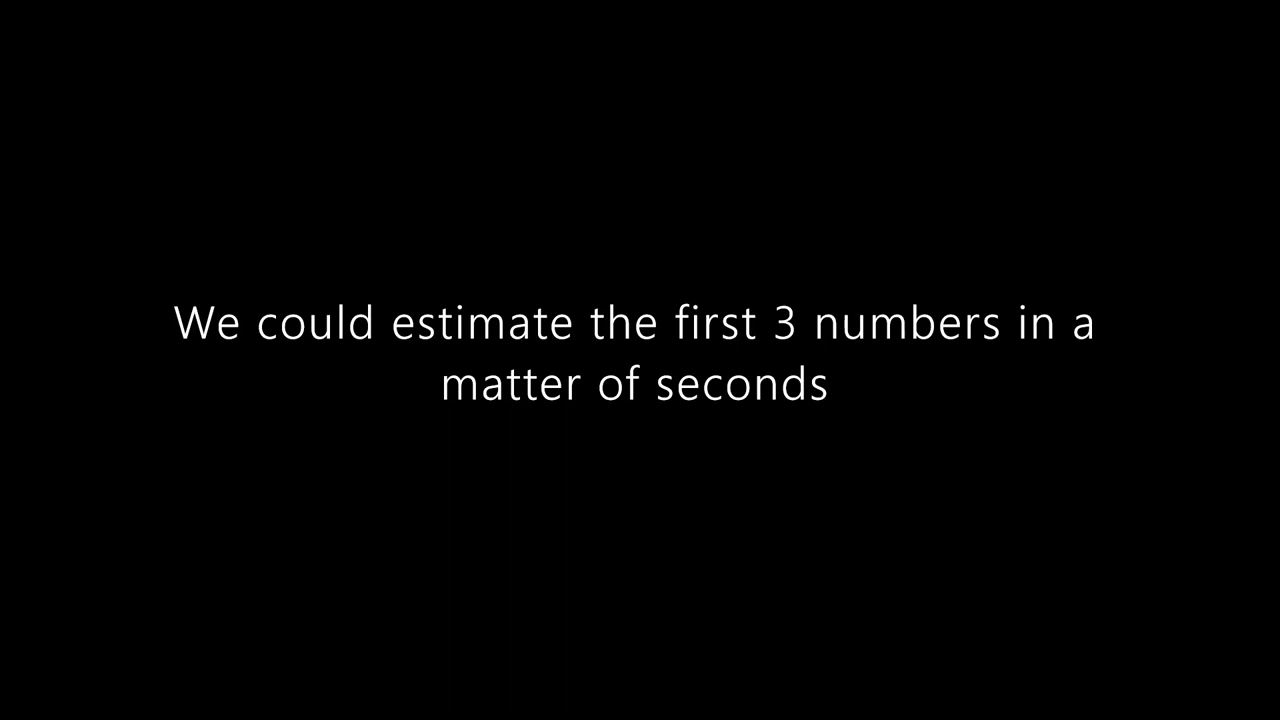 We could estimate the first 3 numbers in a
matter of seconds